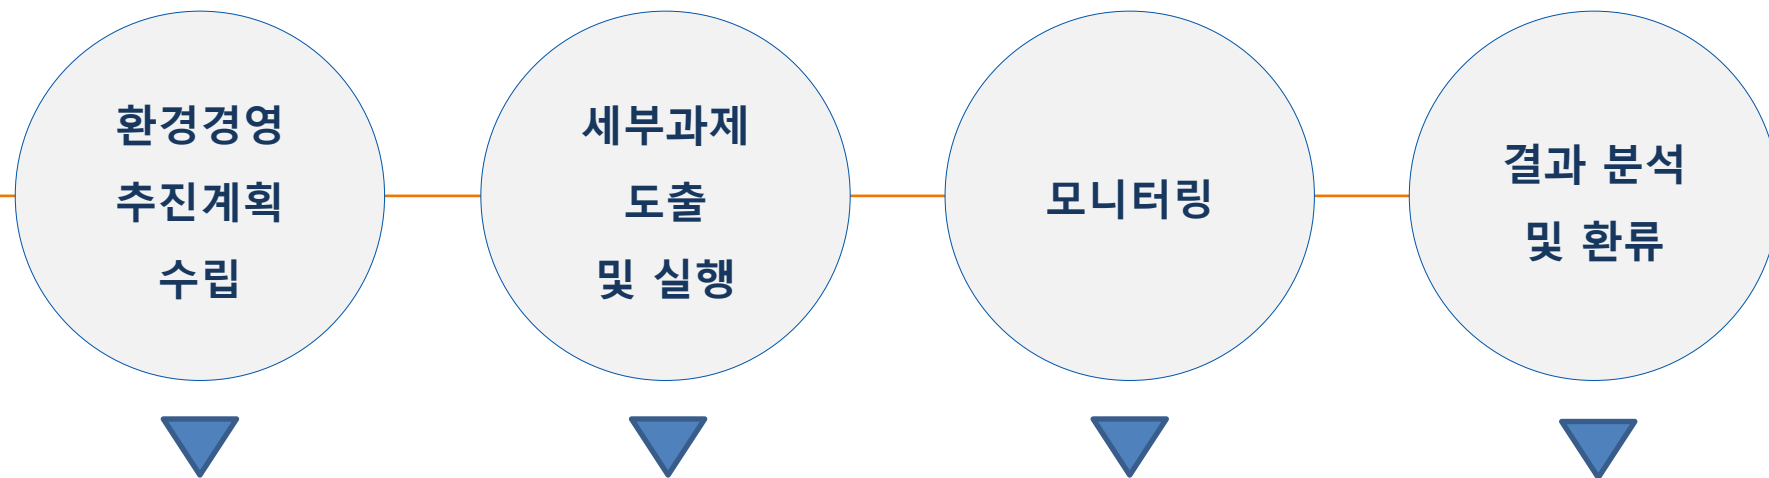 환경경영
추진계획
수립
세부과제
도출
및 실행
모니터링
결과 분석
및 환류